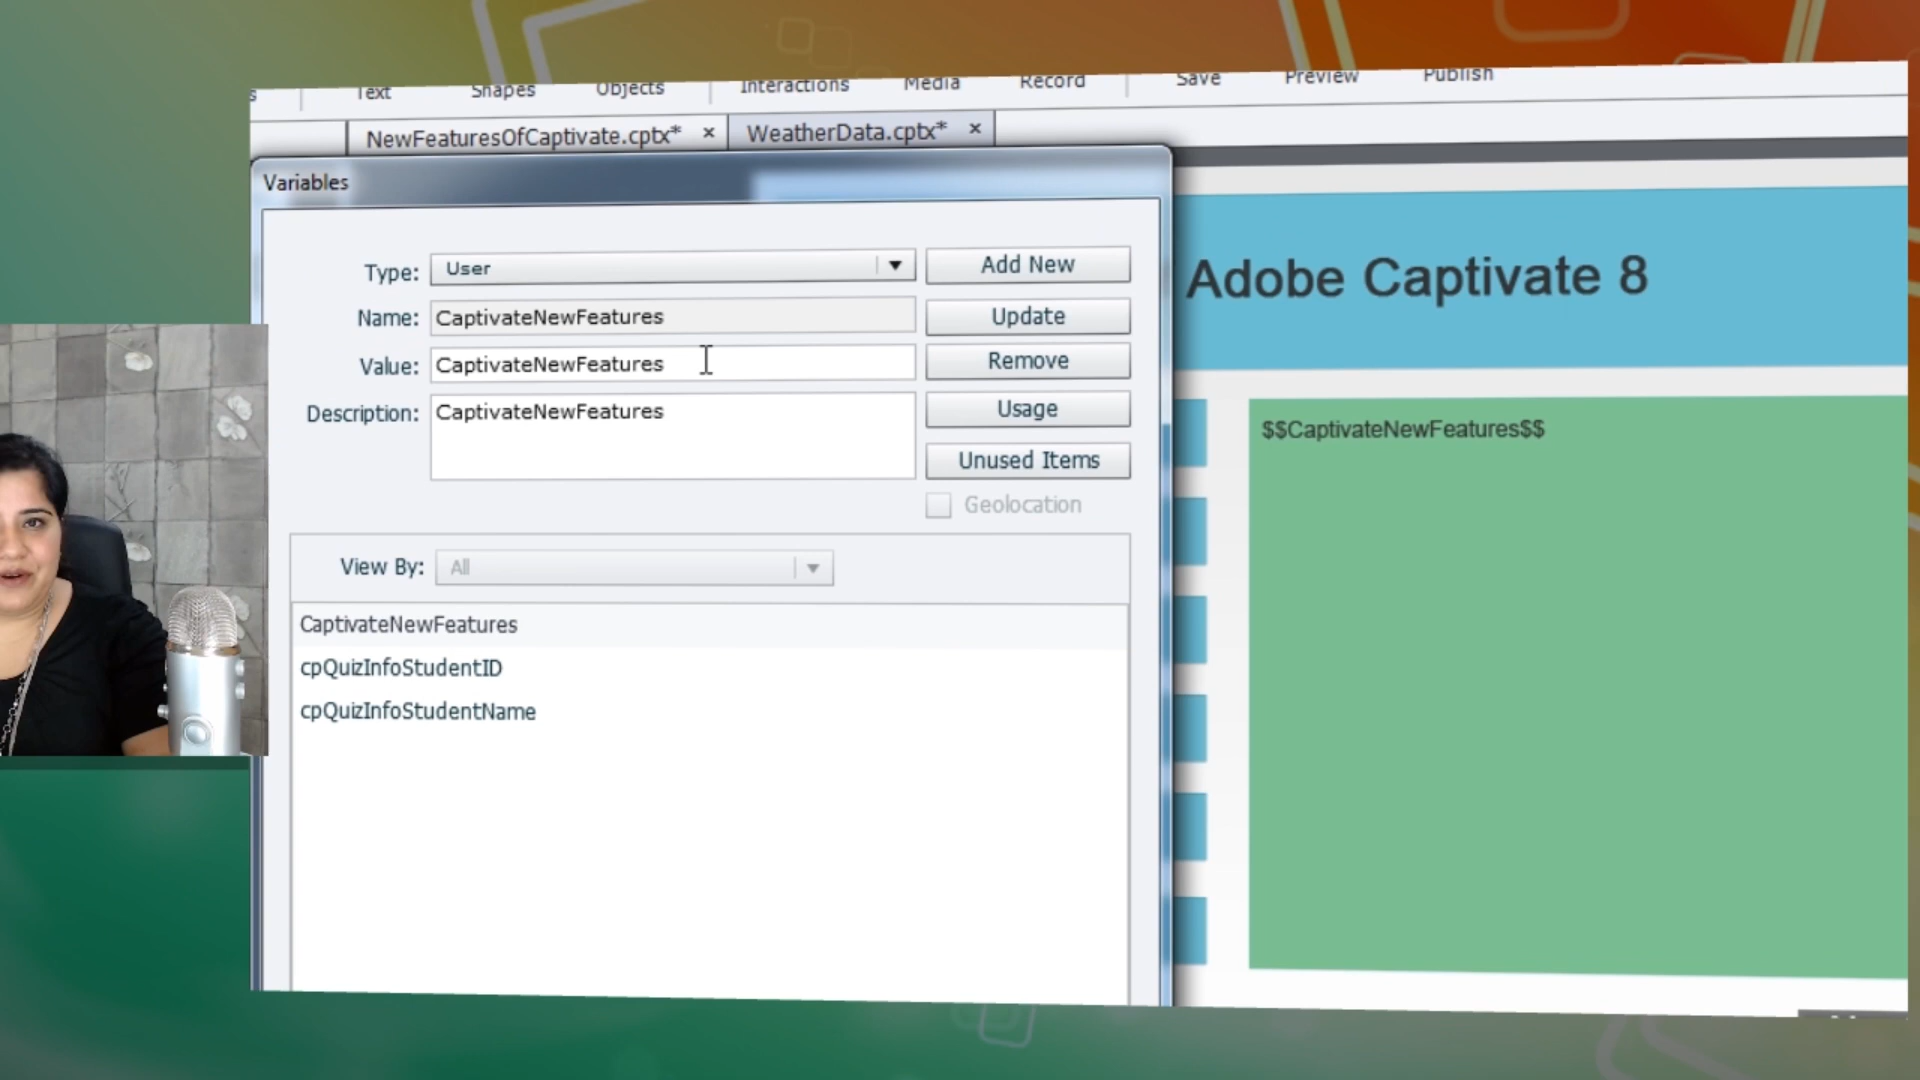 s Text Shapes Objects Interactions Media Record Save Preview Publish
NewFeaturesOfCaptivate.cptx* × WeatherData.cptx* ×
Variables
Type: User Add New
Name: CaptivateNewFeatures Update
Value: CaptivateNewFeatures Remove
Description: CaptivateNewFeatures Usage
Unused Items
Geolocation
View By: All
CaptivateNewFeatures
cpQuizInfoStudentID
cpQuizInfoStudentName
Adobe Captivate 8
$$CaptivateNewFeatures$$